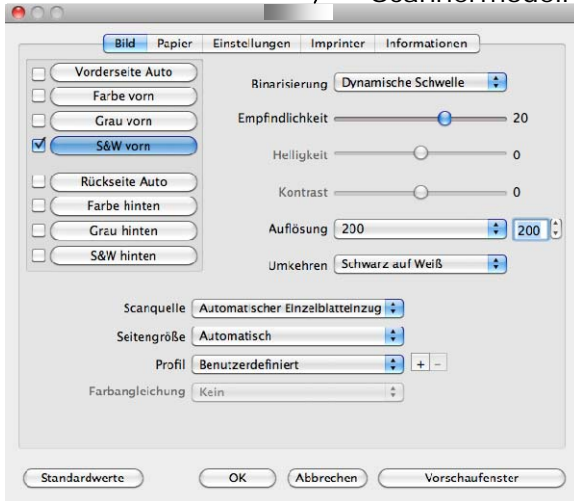 Scannermodell
Bild Papier Einstellungen Imprinter Informationen
Vorderseite Auto
Farbe vorn
Grau vorn
S&W vorn
Rückseite Auto
Farbe hinten
Grau hinten
S&W hinten
Binarisierung Dynamische Schwelle
Empfindlichkeit 20
Helligkeit 0
Kontrast 0
Auflösung 200 200
Umkehren Schwarz auf Weiß
Scanquelle Automatischer Einzelblatteinzug
Seitengröße Automatisch
Profil Benutzerdefiniert + -
Farbangleichung Kein
Standardwerte OK Abbrechen Vorschaufenster